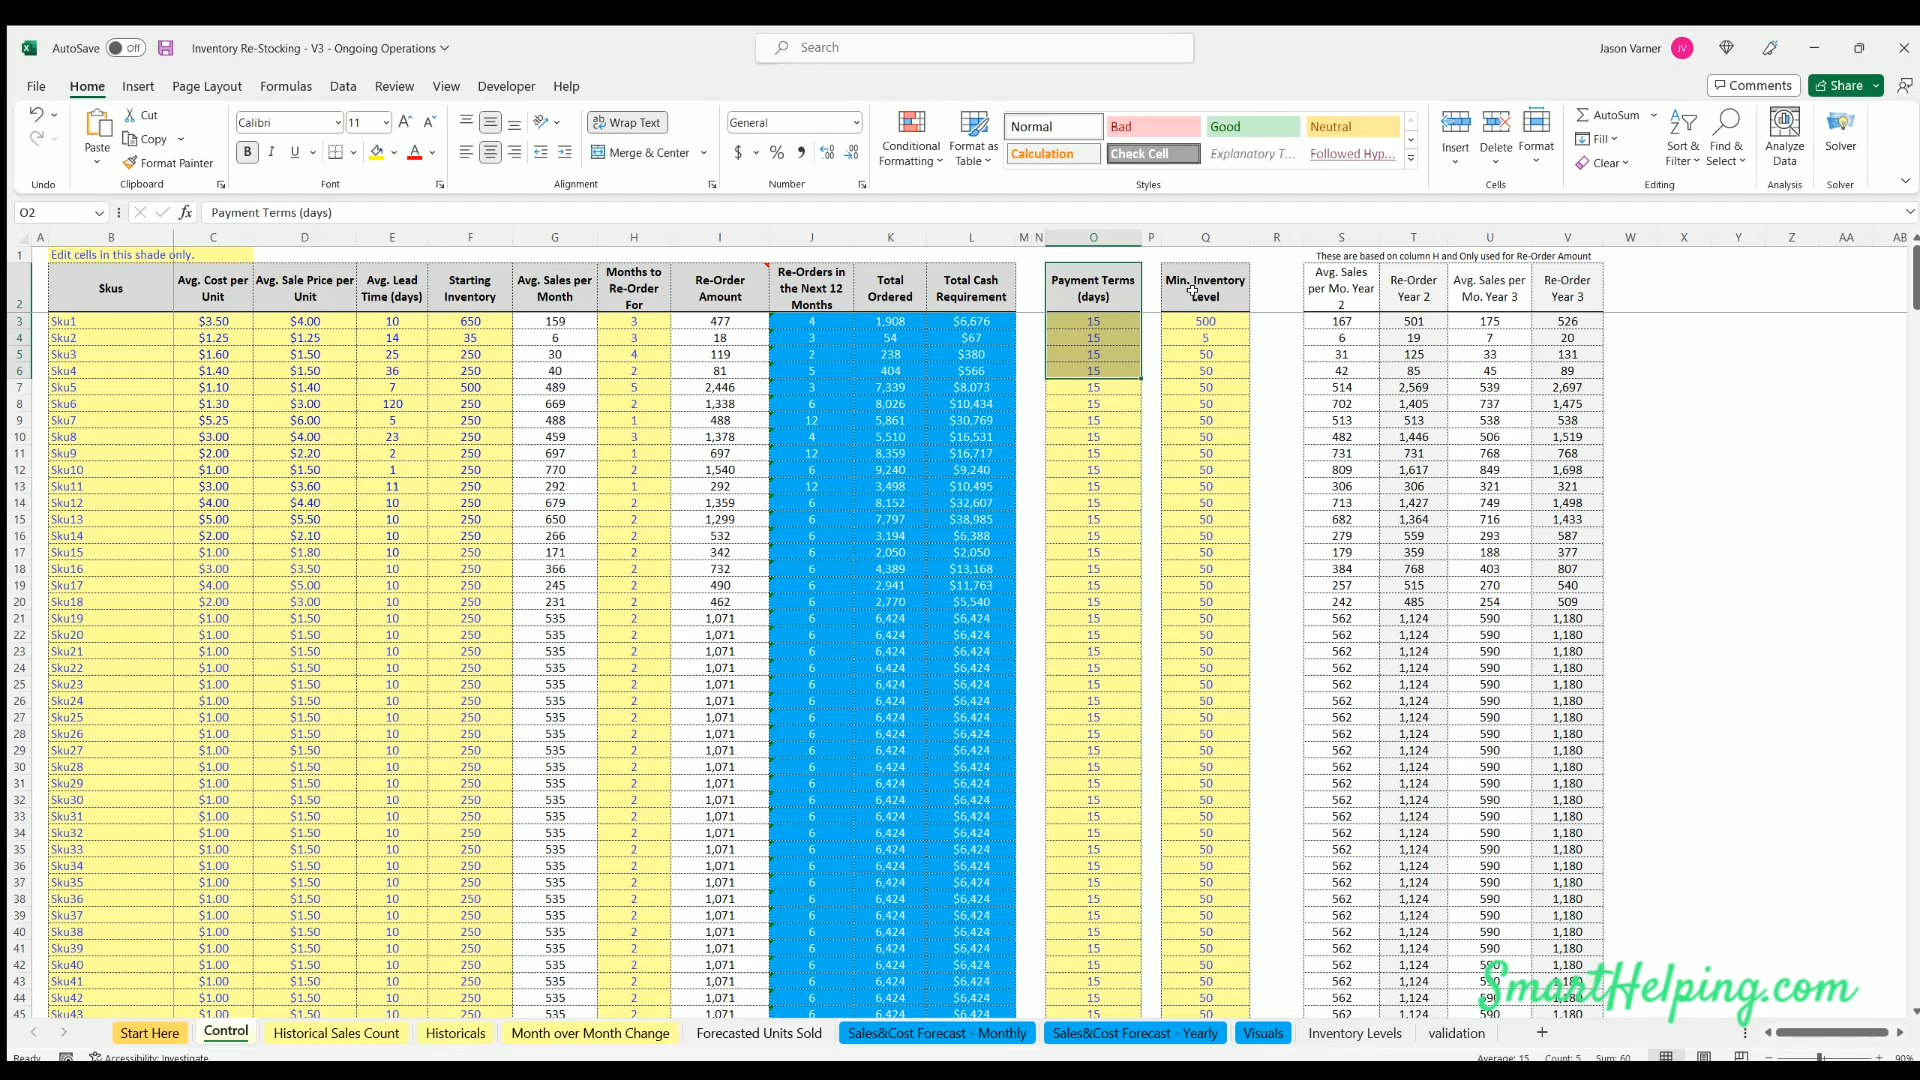 AutoSave Off Inventory Re-Stocking - V3 - Ongoing Operations Search Jason Varner JV
File Home Insert Page Layout Formulas Data Review View Developer Help Comments Share
Paste Cut Copy Format Painter Calibri 11 B I U Wrap Text Merge & Center General $ % , Conditional Formatting Format as Table Normal Bad Good Neutral Calculation Check Cell Explanatory T... Followed Hyp... Insert Delete Format AutoSum Fill Clear Sort & Filter Find & Select Analyze Data Solver
Undo Clipboard Font Alignment Number Styles Cells Editing Analysis Solver
O2 fx Payment Terms (days)
A B C D E F G H I J K L M N O P Q R S T U V W X Y Z AA AB
1 Edit cells in this shade only. These are based on column H and Only used for Re-Order Amount
2 Skus Avg. Cost per Unit Avg. Sale Price per Unit Avg. Lead Time (days) Starting Inventory Avg. Sales per Month Months to Re-Order For Re-Order Amount Re-Orders in the Next 12 Months Total Ordered Total Cash Requirement Payment Terms (days) Min. Inventory Level Avg. Sales per Mo. Year 2 Re-Order Year 2 Avg. Sales per Mo. Year 3 Re-Order Year 3
3 Sku1 $3.50 $4.00 10 650 159 3 477 4 1,908 $6,676 15 500 167 501 175 526
4 Sku2 $1.25 $1.25 14 35 6 3 18 3 54 $67 15 5 6 19 7 20
5 Sku3 $1.60 $1.50 25 250 30 4 119 2 238 $380 15 50 31 125 33 131
6 Sku4 $1.40 $1.50 36 250 40 2 81 5 404 $566 15 50 42 85 45 89
7 Sku5 $1.10 $1.40 7 500 489 5 2,446 3 7,339 $8,073 15 50 514 2,569 539 2,697
8 Sku6 $1.30 $3.00 120 250 669 2 1,338 6 8,026 $10,434 15 50 702 1,405 737 1,475
9 Sku7 $5.25 $6.00 5 250 488 1 488 12 5,861 $30,769 15 50 513 513 538 538
10 Sku8 $3.00 $4.00 23 250 459 3 1,378 4 5,510 $16,531 15 50 482 1,446 506 1,519
11 Sku9 $2.00 $2.20 2 250 697 1 697 12 8,359 $16,717 15 50 731 731 768 768
12 Sku10 $1.00 $1.50 1 250 770 2 1,540 6 9,240 $9,240 15 50 809 1,617 849 1,698
13 Sku11 $3.00 $3.60 11 250 292 1 292 12 3,498 $10,495 15 50 306 306 321 321
14 Sku12 $4.00 $4.40 10 250 679 2 1,359 6 8,152 $32,607 15 50 713 1,427 749 1,498
15 Sku13 $5.00 $5.50 10 250 650 2 1,299 6 7,797 $38,985 15 50 682 1,364 716 1,433
16 Sku14 $2.00 $2.10 10 250 266 2 532 6 3,194 $6,388 15 50 279 559 293 587
17 Sku15 $1.00 $1.80 10 250 171 2 342 6 2,050 $2,050 15 50 179 359 188 377
18 Sku16 $3.00 $3.50 10 250 366 2 732 6 4,389 $13,168 15 50 384 768 403 807
19 Sku17 $4.00 $5.00 10 250 245 2 490 6 2,941 $11,763 15 50 257 515 270 540
20 Sku18 $2.00 $3.00 10 250 231 2 462 6 2,770 $5,540 15 50 242 485 254 509
21 Sku19 $1.00 $1.50 10 250 535 2 1,071 6 6,424 $6,424 15 50 562 1,124 590 1,180
22 Sku20 $1.00 $1.50 10 250 535 2 1,071 6 6,424 $6,424 15 50 562 1,124 590 1,180
23 Sku21 $1.00 $1.50 10 250 535 2 1,071 6 6,424 $6,424 15 50 562 1,124 590 1,180
24 Sku22 $1.00 $1.50 10 250 535 2 1,071 6 6,424 $6,424 15 50 562 1,124 590 1,180
25 Sku23 $1.00 $1.50 10 250 535 2 1,071 6 6,424 $6,424 15 50 562 1,124 590 1,180
26 Sku24 $1.00 $1.50 10 250 535 2 1,071 6 6,424 $6,424 15 50 562 1,124 590 1,180
27 Sku25 $1.00 $1.50 10 250 535 2 1,071 6 6,424 $6,424 15 50 562 1,124 590 1,180
28 Sku26 $1.00 $1.50 10 250 535 2 1,071 6 6,424 $6,424 15 50 562 1,124 590 1,180
29 Sku27 $1.00 $1.50 10 250 535 2 1,071 6 6,424 $6,424 15 50 562 1,124 590 1,180
30 Sku28 $1.00 $1.50 10 250 535 2 1,071 6 6,424 $6,424 15 50 562 1,124 590 1,180
31 Sku29 $1.00 $1.50 10 250 535 2 1,071 6 6,424 $6,424 15 50 562 1,124 590 1,180
32 Sku30 $1.00 $1.50 10 250 535 2 1,071 6 6,424 $6,424 15 50 562 1,124 590 1,180
33 Sku31 $1.00 $1.50 10 250 535 2 1,071 6 6,424 $6,424 15 50 562 1,124 590 1,180
34 Sku32 $1.00 $1.50 10 250 535 2 1,071 6 6,424 $6,424 15 50 562 1,124 590 1,180
35 Sku33 $1.00 $1.50 10 250 535 2 1,071 6 6,424 $6,424 15 50 562 1,124 590 1,180
36 Sku34 $1.00 $1.50 10 250 535 2 1,071 6 6,424 $6,424 15 50 562 1,124 590 1,180
37 Sku35 $1.00 $1.50 10 250 535 2 1,071 6 6,424 $6,424 15 50 562 1,124 590 1,180
38 Sku36 $1.00 $1.50 10 250 535 2 1,071 6 6,424 $6,424 15 50 562 1,124 590 1,180
39 Sku37 $1.00 $1.50 10 250 535 2 1,071 6 6,424 $6,424 15 50 562 1,124 590 1,180
40 Sku38 $1.00 $1.50 10 250 535 2 1,071 6 6,424 $6,424 15 50 562 1,124 590 1,180
41 Sku39 $1.00 $1.50 10 250 535 2 1,071 6 6,424 $6,424 15 50 562 1,124 590 1,180
42 Sku40 $1.00 $1.50 10 250 535 2 1,071 6 6,424 $6,424 15 50 562 1,124 590 1,180
43 Sku41 $1.00 $1.50 10 250 535 2 1,071 6 6,424 $6,424 15 50 562 1,124 590 1,180
44 Sku42 $1.00 $1.50 10 250 535 2 1,071 6 6,424 $6,424 15 50 562 1,124 590 1,180
45 Sku43 $1.00 $1.50 10 250 535 2 1,071 6 6,424 $6,424 15 50 562 1,124 590 1,180
SmartHelping.com
Start Here Control Historical Sales Count Historicals Month over Month Change Forecasted Units Sold Sales&Cost Forecast - Monthly Sales&Cost Forecast - Yearly Visuals Inventory Levels validation
Ready Accessibility: Investigate Average: 15 Count: 5 Sum: 60 90%